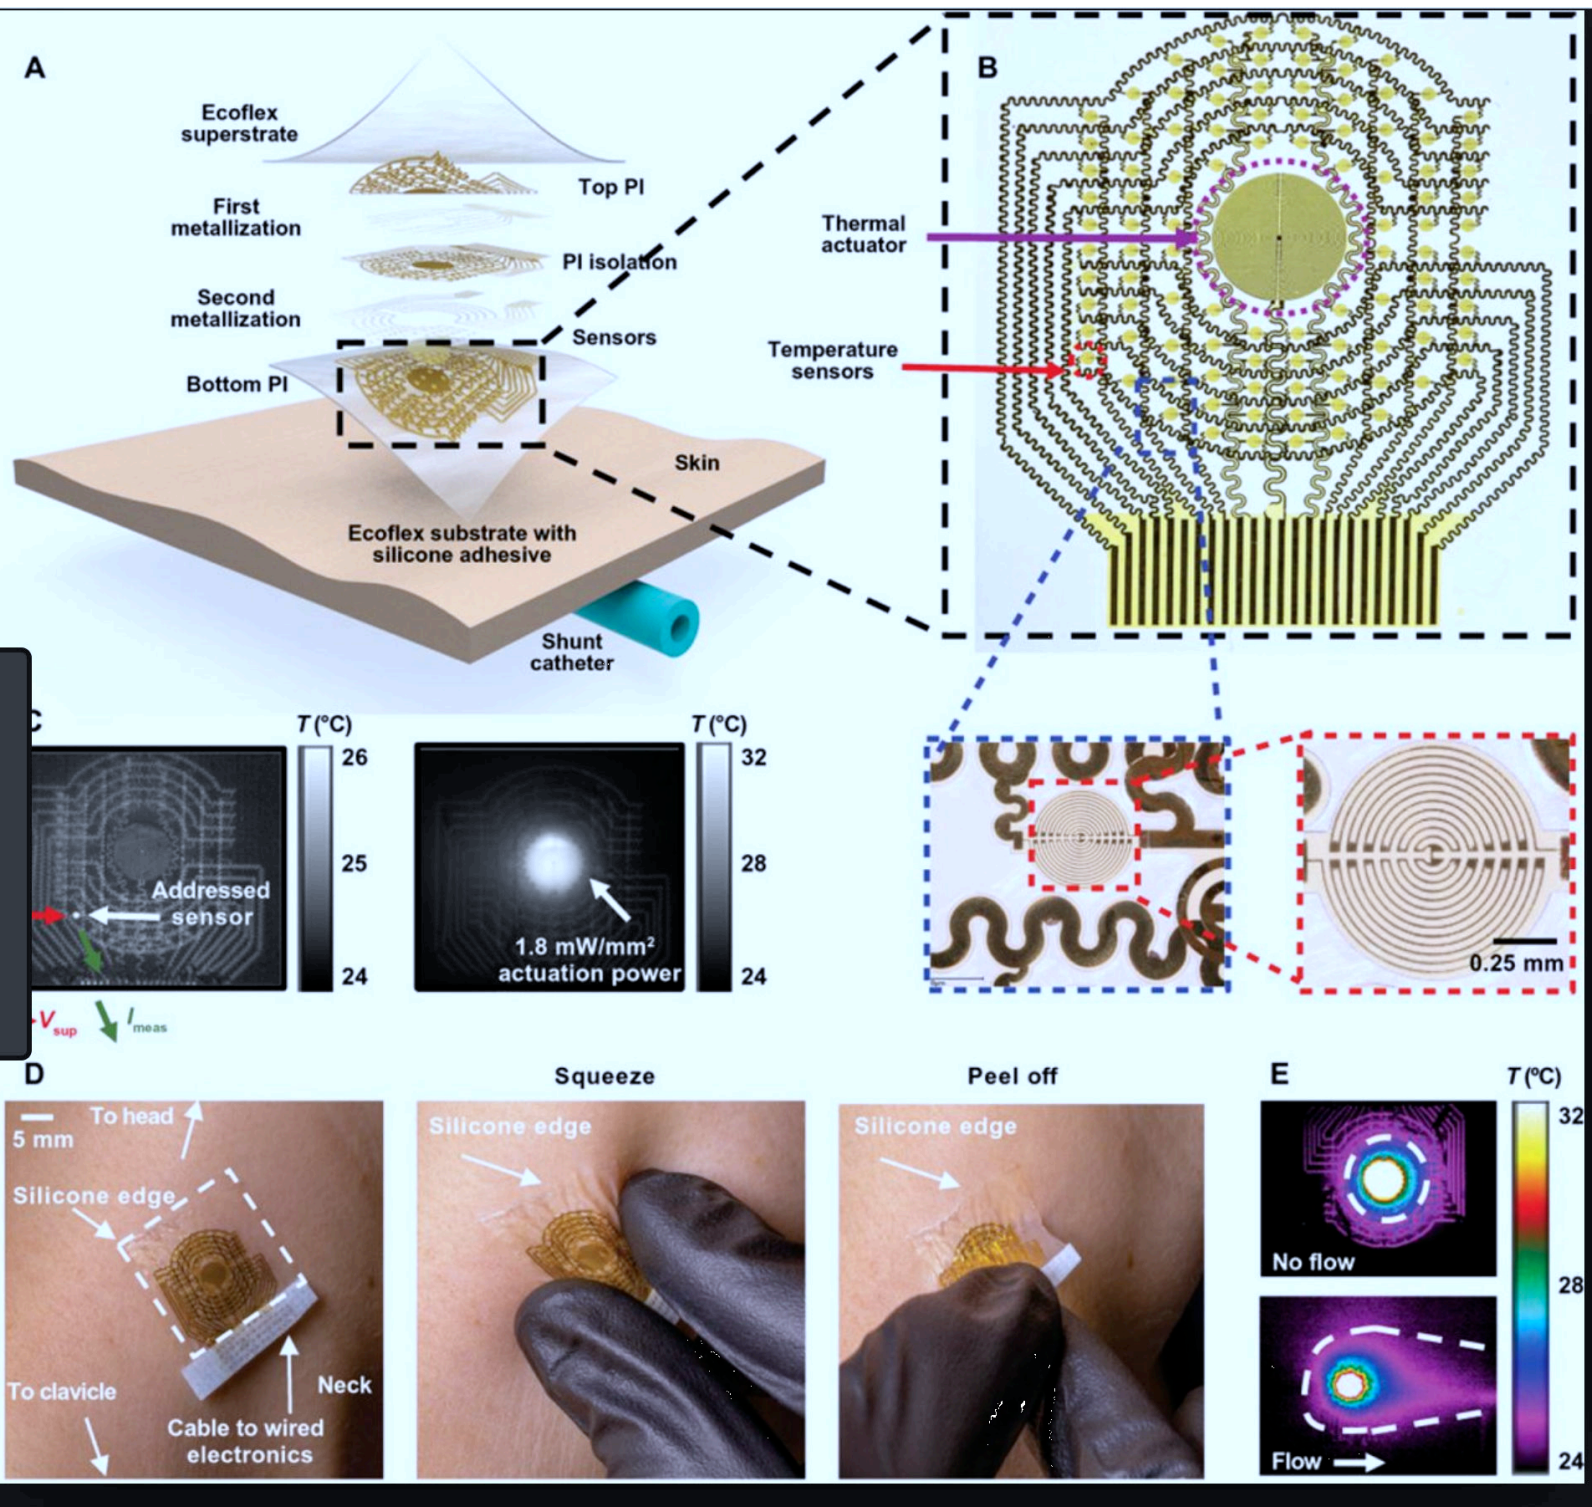 A
Ecoflex
superstrate
Top PI
First
metallization
PI isolation
Second
metallization
Sensors
Bottom PI
Skin
Ecoflex substrate with
silicone adhesive
Shunt
catheter
B
Thermal
actuator
Temperature
sensors
0.25 mm
C
T (°C)
26
25
24
Addressed
sensor
Vsup
Imeas
T (°C)
32
28
24
1.8 mW/mm²
actuation power
D
To head
5 mm
Silicone edge
To clavicle
Neck
Cable to wired
electronics
Squeeze
Silicone edge
Peel off
Silicone edge
E
T (°C)
32
28
24
No flow
Flow